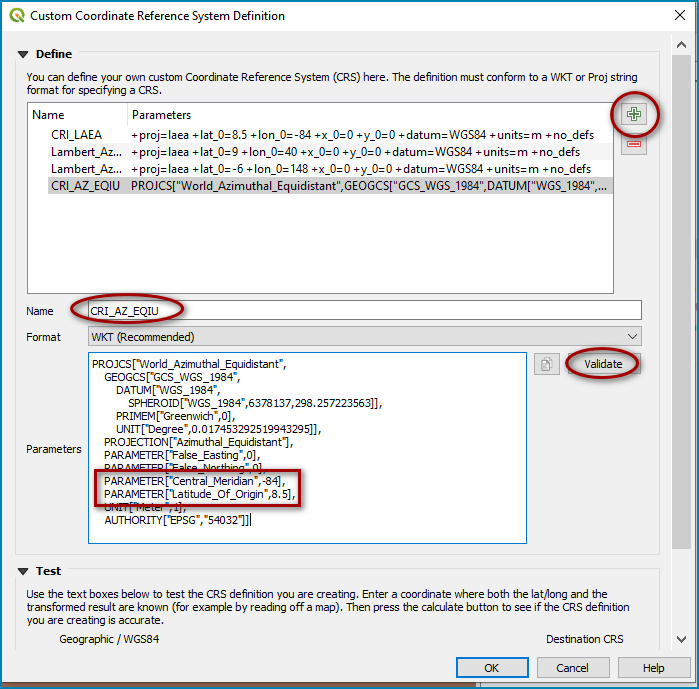 Custom Coordinate Reference System Definition
Define
You can define your own custom Coordinate Reference System (CRS) here. The definition must conform to a WKT or Proj string
format for specifying a CRS.
Name Parameters
CRI_LAEA +proj=laea +lat_0=8.5 +lon_0=-84 +x_0=0 +y_0=0 +datum=WGS84 +units=m +no_defs
Lambert_Az... +proj=laea +lat_0=9 +lon_0=40 +x_0=0 +y_0=0 +datum=WGS84 +units=m +no_defs
Lambert_Az... +proj=laea +lat_0=-6 +lon_0=148 +x_0=0 +y_0=0 +datum=WGS84 +units=m +no_defs
CRI_AZ_EQIU PROJCS["World_Azimuthal_Equidistant",GEOGCS["GCS_WGS_1984",DATUM["WGS_1984",...
Name CRI_AZ_EQIU
Format WKT (Recommended)
PROJCS["World_Azimuthal_Equidistant",
GEOGCS["GCS_WGS_1984",
DATUM["WGS_1984",
SPHEROID["WGS_1984",6378137,298.257223563]],
PRIMEM["Greenwich",0],
UNIT["Degree",0.017453292519943295]],
PROJECTION["Azimuthal_Equidistant"],
Parameters PARAMETER["False_Easting",0],
PARAMETER["False_Northing",0],
PARAMETER["Central_Meridian",-84],
PARAMETER["Latitude_Of_Origin",8.5],
UNIT["Meter",1],
AUTHORITY["EPSG","54032"]]
Validate
Test
Use the text boxes below to test the CRS definition you are creating. Enter a coordinate where both the lat/long and the
transformed result are known (for example by reading off a map). Then press the calculate button to see if the CRS definition
you are creating is accurate.
Geographic / WGS84 Destination CRS
OK Cancel Help